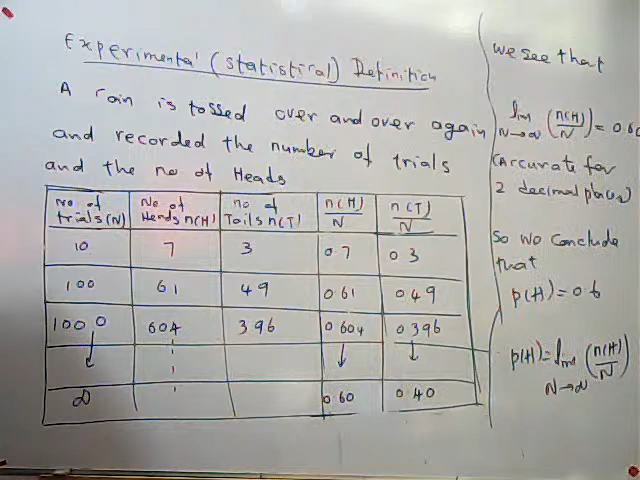 Experimental (statistical) Definition
A coin is tossed over and over again
and recorded the number of trials
and the no of Heads
No of trials (N) No of Heads n(H) no of Tails n(T) n(H)/N n(T)/N
10 7 3 0.7 0.3
100 61 49 0.61 0.49
1000 604 396 0.604 0.396
∞ 0.60 0.40
we see that
lim N→∞ (n(H)/N) = 0.60
(Accurate for
2 decimal places)
So we conclude
that
p(H) = 0.6
p(H) = lim N→∞ (n(H)/N)